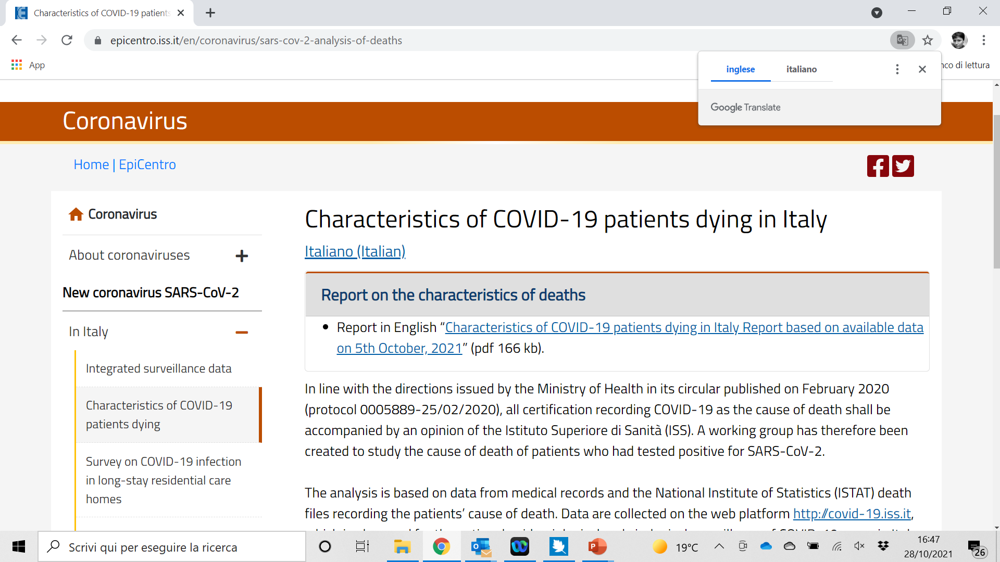 Characteristics of COVID-19 patients
epicentro.iss.it/en/coronavirus/sars-cov-2-analysis-of-deaths
App
nco di lettura
inglese italiano
Google Translate
Coronavirus
Home | EpiCentro
Coronavirus
About coronaviruses
New coronavirus SARS-CoV-2
In Italy
Integrated surveillance data
Characteristics of COVID-19
patients dying
Survey on COVID-19 infection
in long-stay residential care
homes
Characteristics of COVID-19 patients dying in Italy
Italiano (Italian)
Report on the characteristics of deaths
• Report in English “Characteristics of COVID-19 patients dying in Italy Report based on available data
on 5th October, 2021” (pdf 166 kb).
In line with the directions issued by the Ministry of Health in its circular published on February 2020
(protocol 0005889-25/02/2020), all certification recording COVID-19 as the cause of death shall be
accompanied by an opinion of the Istituto Superiore di Sanità (ISS). A working group has therefore been
created to study the cause of death of patients who had tested positive for SARS-CoV-2.
The analysis is based on data from medical records and the National Institute of Statistics (ISTAT) death
files recording the patients’ cause of death. Data are collected on the web platform http://covid-19.iss.it,
Scrivi qui per eseguire la ricerca
19°C
16:47
28/10/2021
26